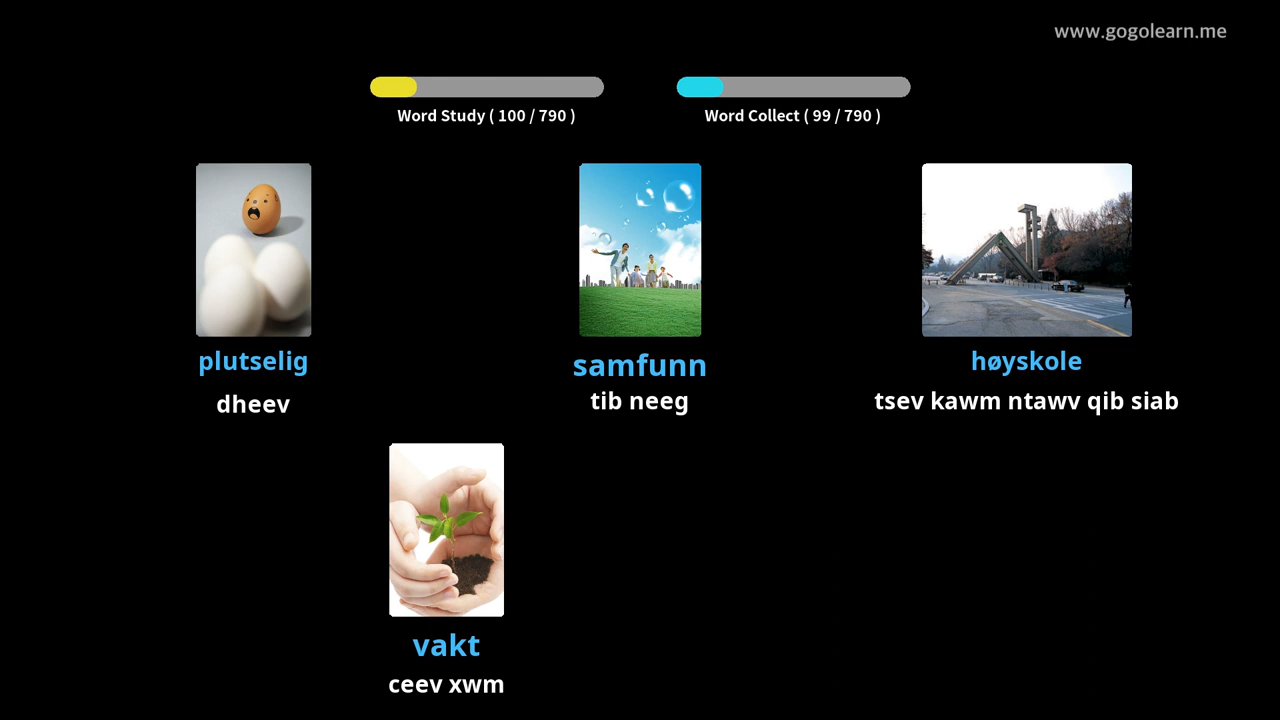 www.gogolearn.me
Word Study ( 100 / 790 )
Word Collect ( 99 / 790 )
plutselig
dheev
samfunn
tib neeg
høyskole
tsev kawm ntawv qib siab
vakt
ceev xwm